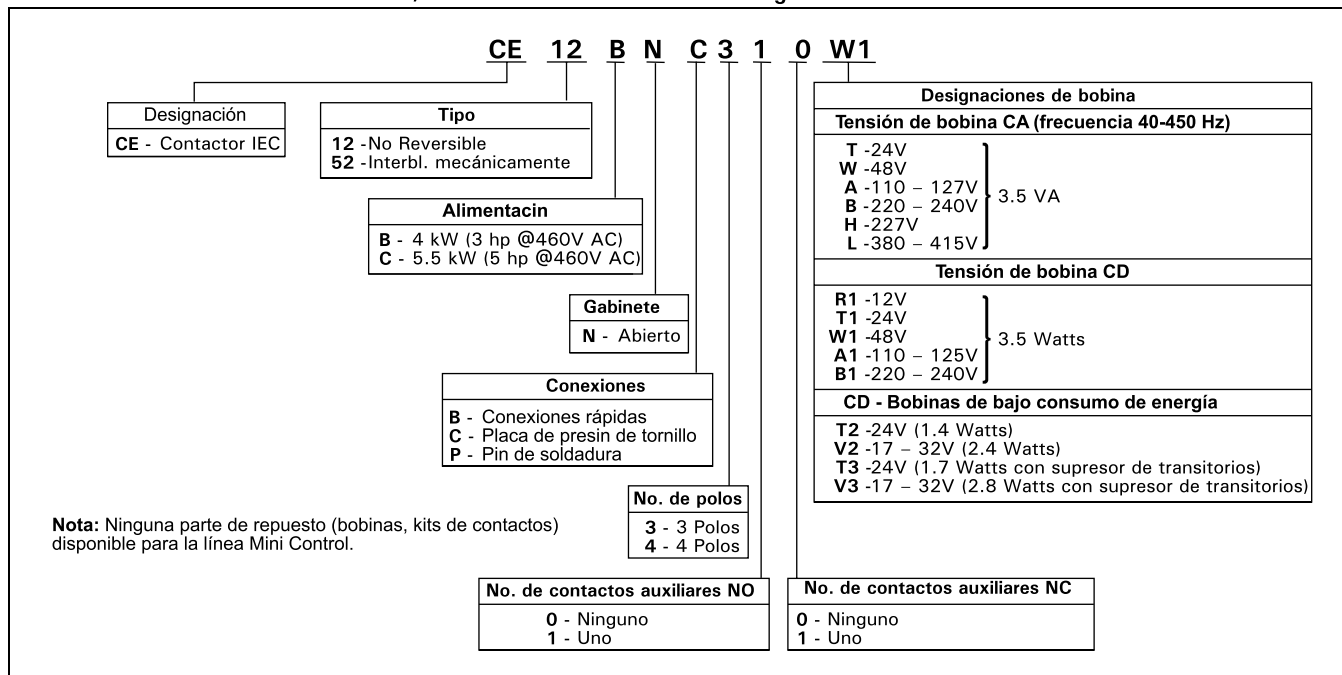 CE 12 B N C 3 1 0 W1
Designación
CE - Contactor IEC
Tipo
12 -No Reversible
52 -Interbl. mecánicamente
Alimentacin
B - 4 kW (3 hp @460V AC)
C - 5.5 kW (5 hp @460V AC)
Gabinete
N - Abierto
Conexiones
B - Conexiones rápidas
C - Placa de presin de tornillo
P - Pin de soldadura
No. de polos
3 - 3 Polos
4 - 4 Polos
No. de contactos auxiliares NO
0 - Ninguno
1 - Uno
No. de contactos auxiliares NC
0 - Ninguno
1 - Uno
Designaciones de bobina
Tensión de bobina CA (frecuencia 40-450 Hz)
T -24V
W -48V
A -110 – 127V
B -220 – 240V
H -227V
L -380 – 415V
3.5 VA
Tensión de bobina CD
R1 -12V
T1 -24V
W1 -48V
A1 -110 – 125V
B1 -220 – 240V
3.5 Watts
CD - Bobinas de bajo consumo de energía
T2 -24V (1.4 Watts)
V2 -17 – 32V (2.4 Watts)
T3 -24V (1.7 Watts con supresor de transitorios)
V3 -17 – 32V (2.8 Watts con supresor de transitorios)
Nota: Ninguna parte de repuesto (bobinas, kits de contactos)
disponible para la línea Mini Control.